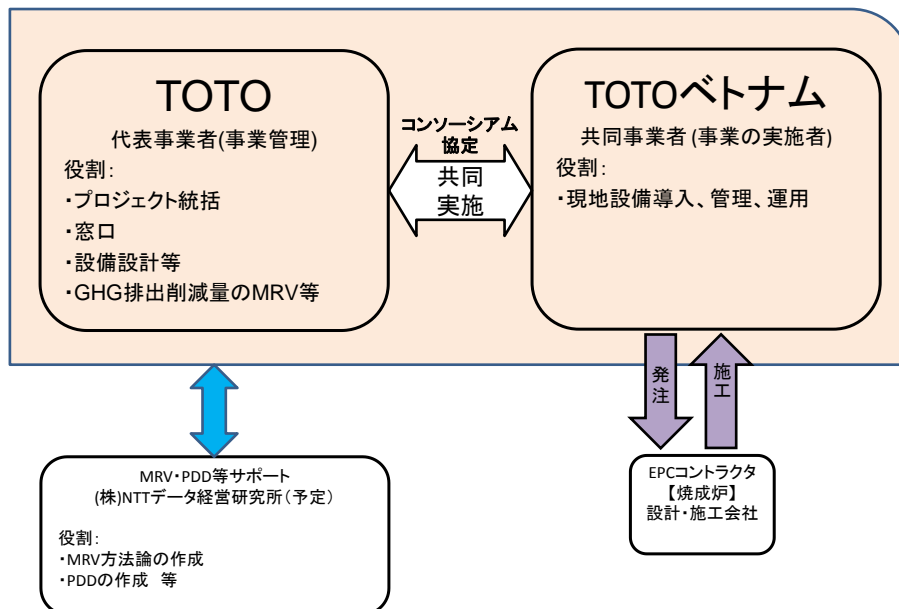 TOTO
代表事業者(事業管理)
役割:
・プロジェクト統括
・窓口
・設備設計等
・GHG排出削減量のMRV等
コンソーシアム
協定
共同
実施
TOTOベトナム
共同事業者 (事業の実施者)
役割:
・現地設備導入、管理、運用
発注
施工
MRV・PDD等サポート
(株)NTTデータ経営研究所(予定)
役割:
・MRV方法論の作成
・PDDの作成 等
EPCコントラクタ
【焼成炉】
設計・施工会社